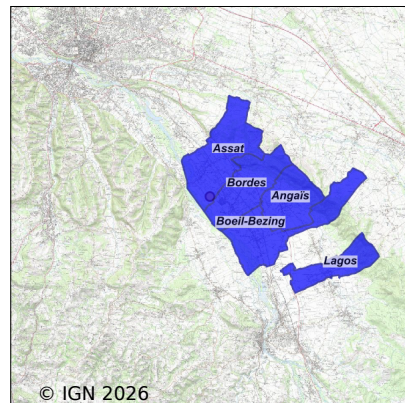 Assat
Bordes
Angaïs
Boeil-Bezing
Lagos
© IGN 2026